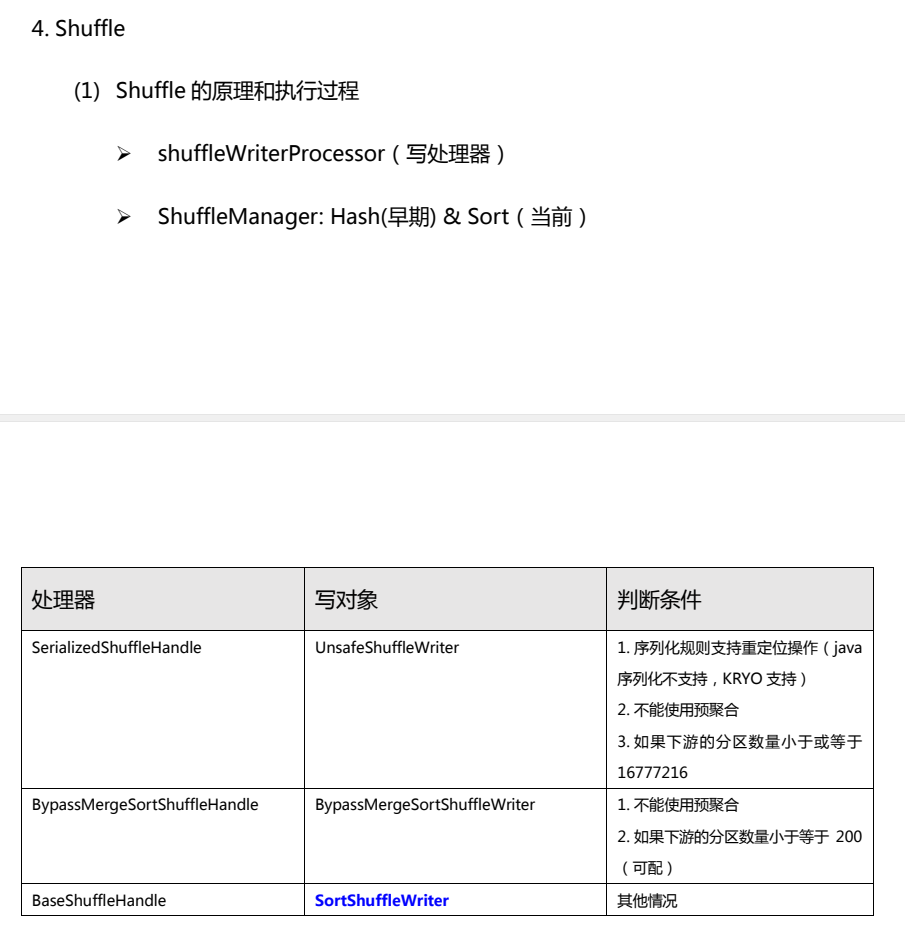 4. Shuffle
(1) Shuffle 的原理和执行过程
➢ shuffleWriterProcessor（写处理器）
➢ ShuffleManager: Hash(早期) & Sort（当前）
处理器 写对象 判断条件
SerializedShuffleHandle UnsafeShuffleWriter 1. 序列化规则支持重定位操作（java
序列化不支持，KRYO 支持）
2. 不能使用预聚合
3. 如果下游的分区数量小于或等于
16777216
BypassMergeSortShuffleHandle BypassMergeSortShuffleWriter 1. 不能使用预聚合
2. 如果下游的分区数量小于等于 200
（可配）
BaseShuffleHandle SortShuffleWriter 其他情况